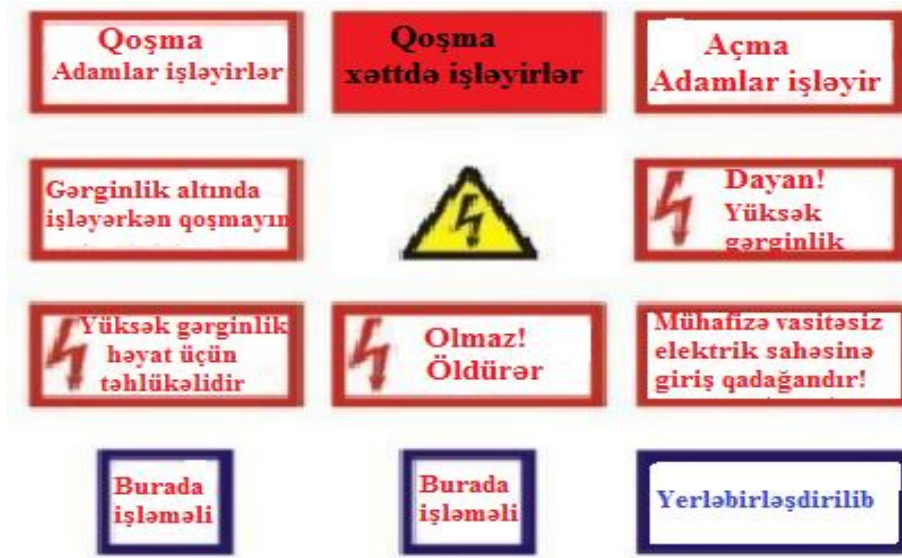 Qoşma
Adamlar işləyirlər
Qoşma
xəttdə işləyirlər
Açma
Adamlar işləyir
Gərginlik altında
işləyərkən qoşmayın
Dayan!
Yüksək
gərginlik
Yüksək gərginlik
həyat üçün
təhlükəlidir
Olmaz!
Öldürər
Mühafizə vasitəsiz
elektrik sahəsinə
giriş qadağandır!
Burada
işləməli
Burada
işləməli
Yerləbirləşdirilib